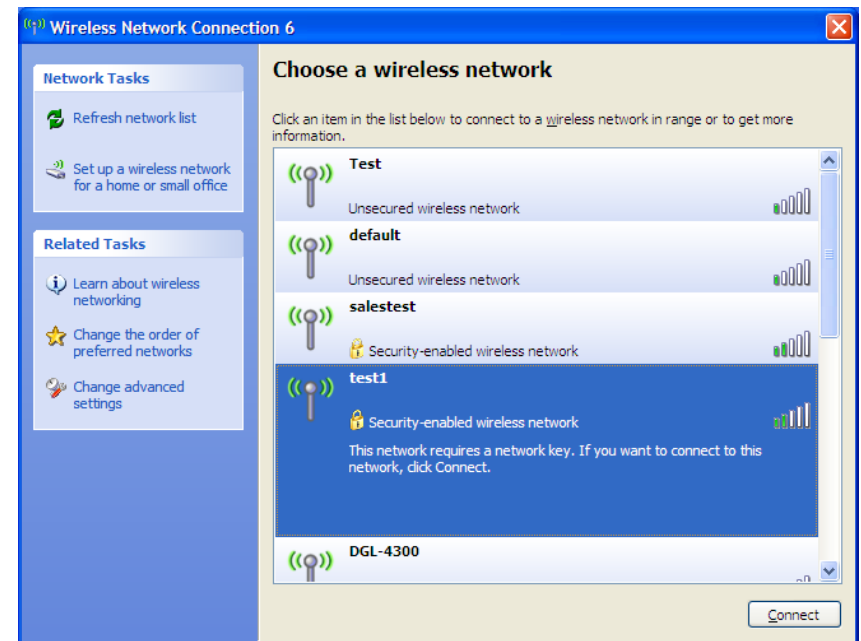 Wireless Network Connection 6
Network Tasks
Refresh network list
Set up a wireless network
for a home or small office
Related Tasks
Learn about wireless
networking
Change the order of
preferred networks
Change advanced
settings
Choose a wireless network
Click an item in the list below to connect to a wireless network in range or to get more
information.
Test
Unsecured wireless network
default
Unsecured wireless network
salestest
Security-enabled wireless network
test1
Security-enabled wireless network
This network requires a network key. If you want to connect to this
network, click Connect.
DGL-4300
Connect